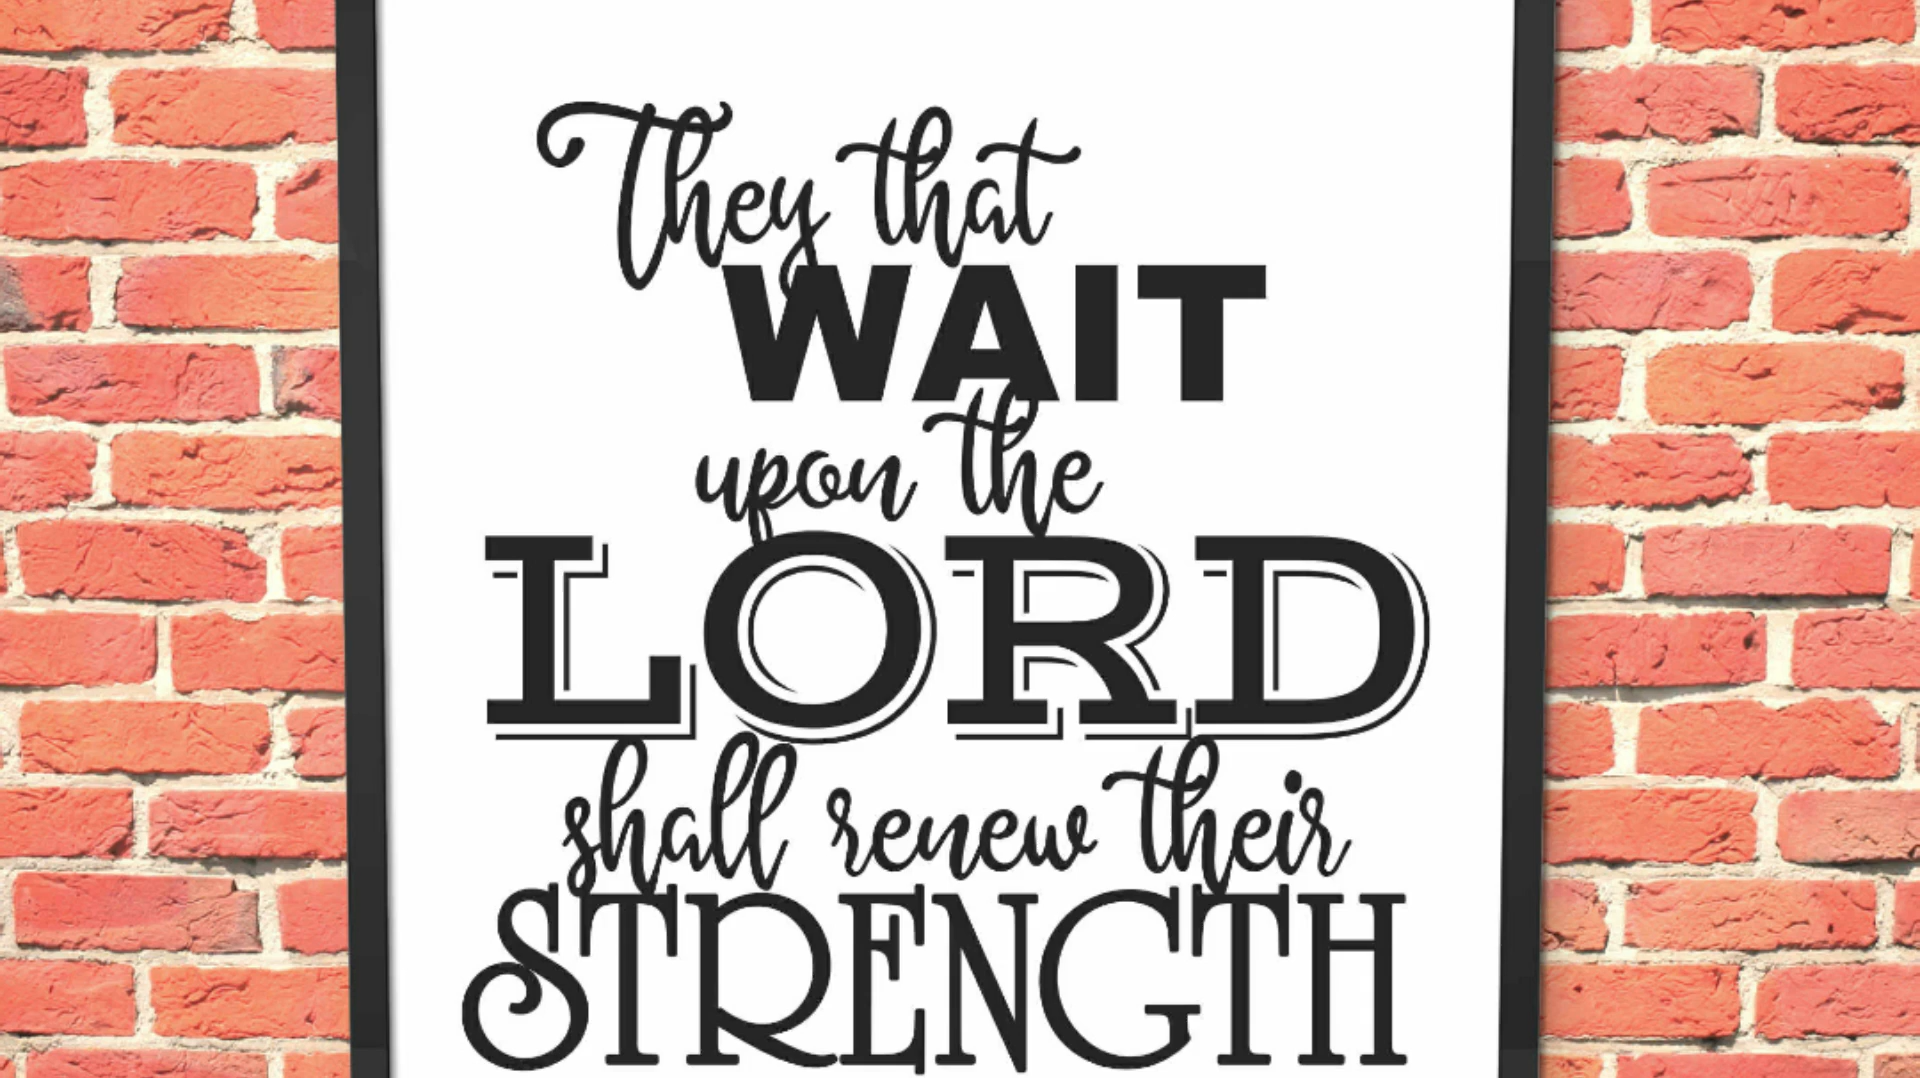 They that
WAIT
upon the
LORD
shall renew their
STRENGTH